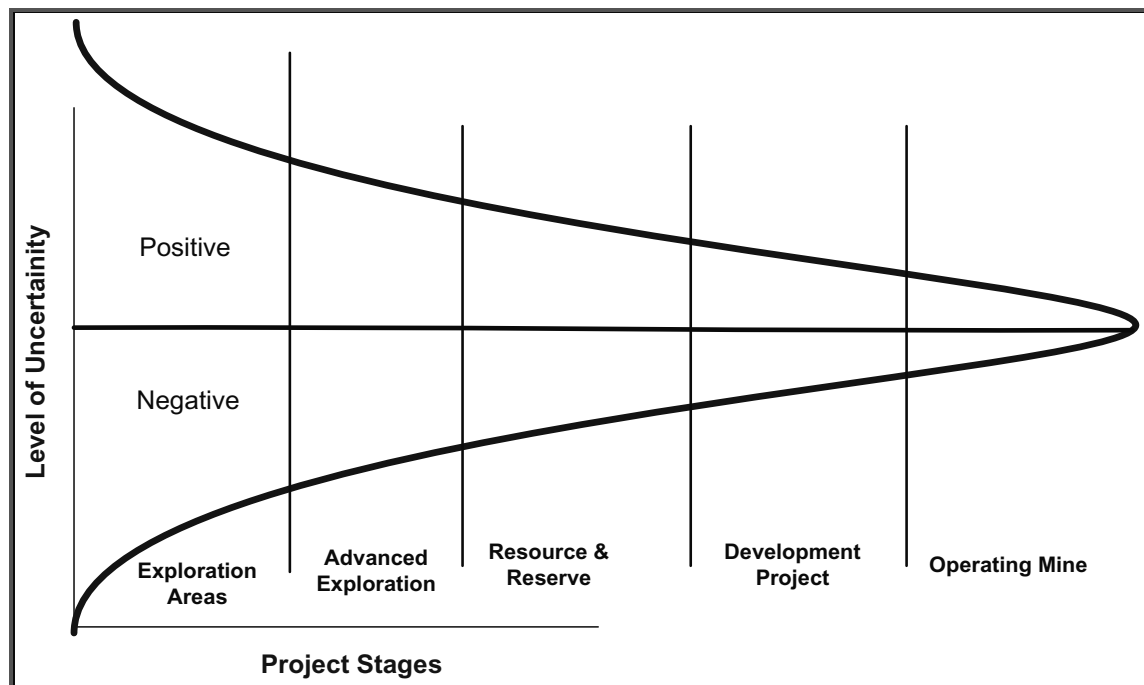 Level of Uncertainity
Positive
Negative
Exploration
Areas
Advanced
Exploration
Resource &
Reserve
Development
Project
Operating Mine
Project Stages